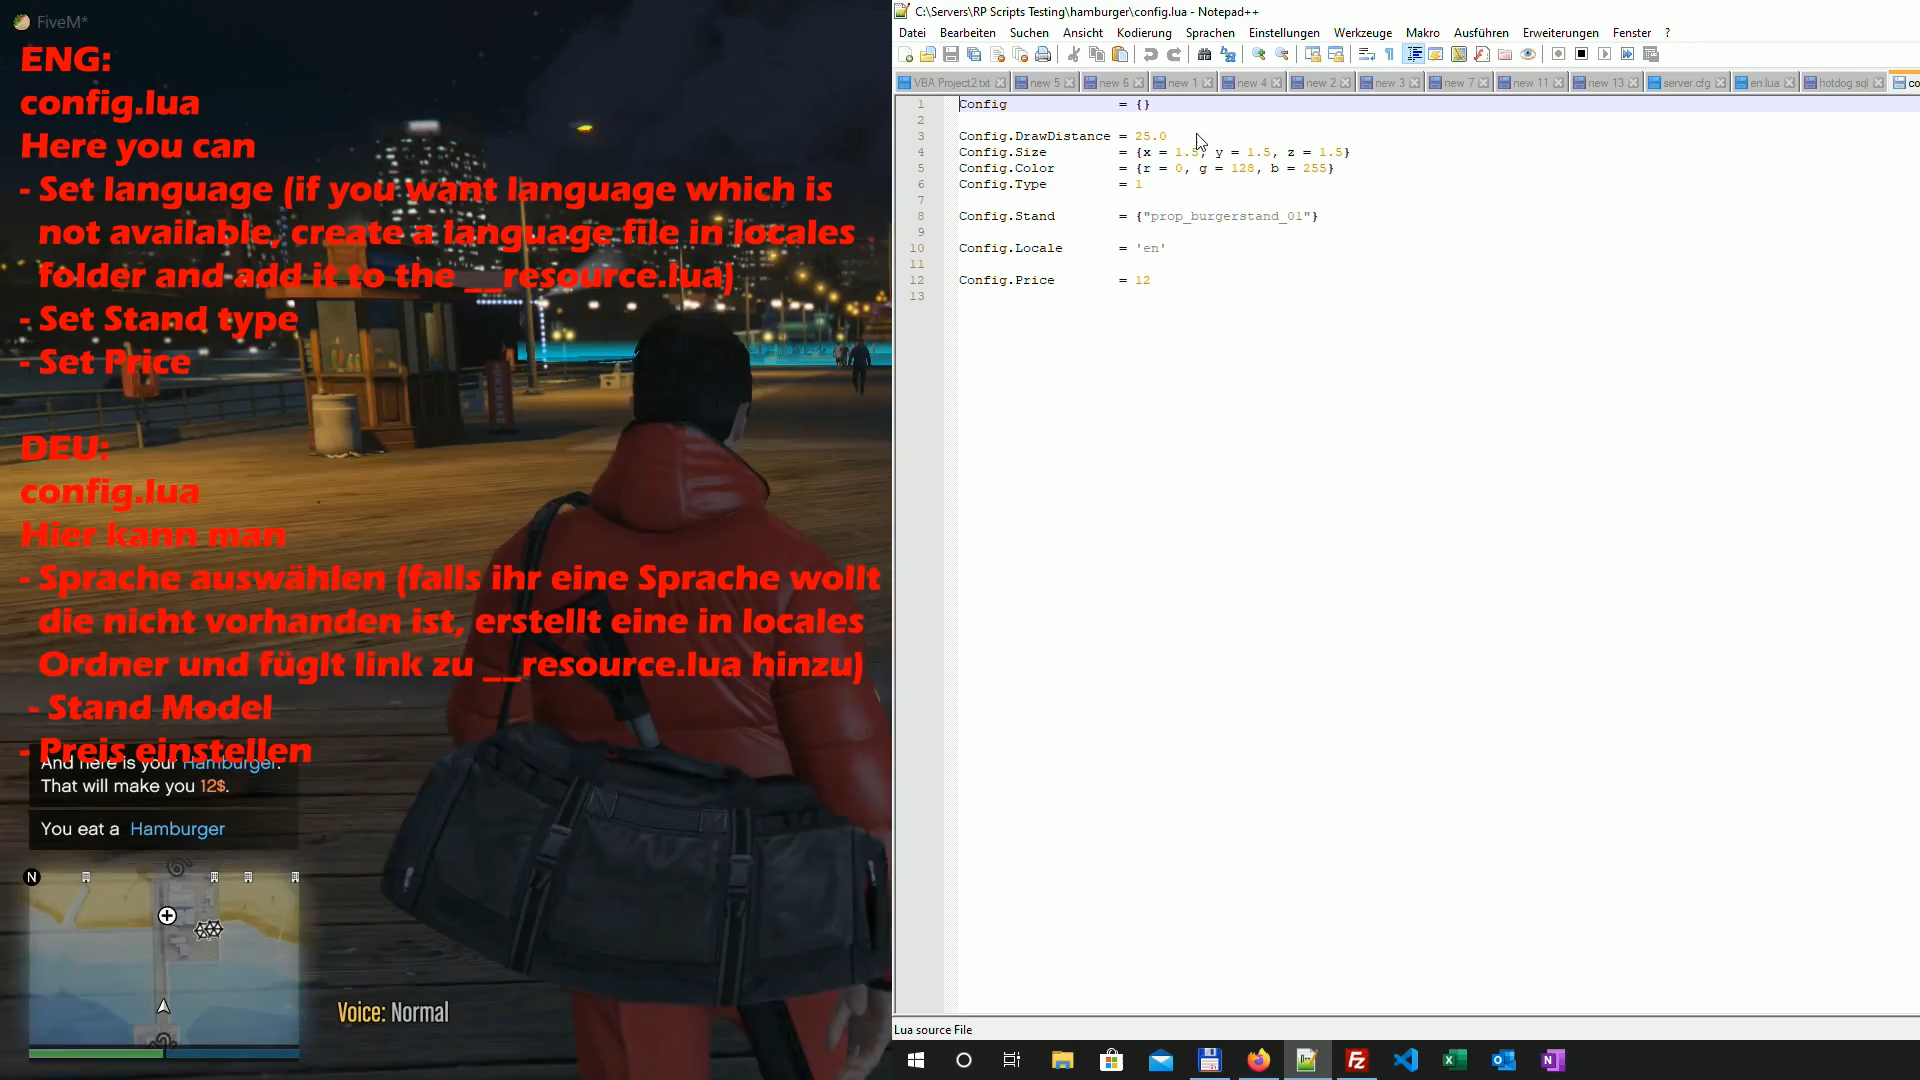 FiveM*
ENG:
config.lua
Here you can
- Set language (if you want language which is
not available, create a language file in locales
folder and add it to the __resource.lua)
- Set Stand type
- Set Price
DEU:
config.lua
Hier kann man
- Sprache auswählen (falls ihr eine Sprache wollt
die nicht vorhanden ist, erstellt eine in locales
Ordner und fügIt link zu __resource.lua hinzu)
- Stand Model
- Preis einstellen
And here is your Hamburger.
That will make you 12$.
You eat a Hamburger
N
Voice: Normal
C:\Servers\RP Scripts Testing\hamburger\config.lua - Notepad++
Datei Bearbeiten Suchen Ansicht Kodierung Sprachen Einstellungen Werkzeuge Makro Ausführen Erweiterungen Fenster ?
VBA Project2.txt new 5 new 6 new 1 new 4 new 2 new 3 new 7 new 11 new 13 server.cfg en.lua hotdog.sql co
1 Config = {}
2
3 Config.DrawDistance = 25.0
4 Config.Size = {x = 1.5, y = 1.5, z = 1.5}
5 Config.Color = {r = 0, g = 128, b = 255}
6 Config.Type = 1
7
8 Config.Stand = {"prop_burgerstand_01"}
9
10 Config.Locale = 'en'
11
12 Config.Price = 12
13
Lua source File